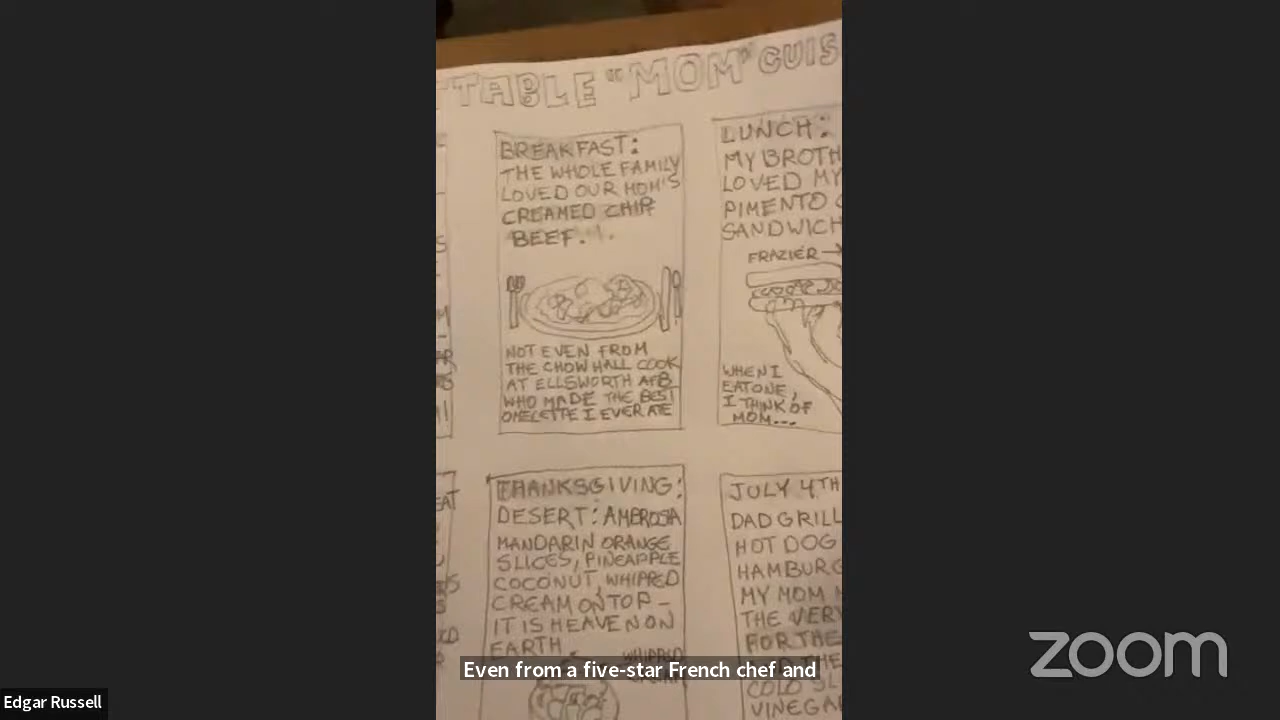 TABLE "MOM" CUIS
BREAKFAST:
THE WHOLE FAMILY
LOVED OUR MOM'S
CREAMED CHIP
BEEF.
NOT EVEN FROM
THE CHOW HALL COOK
AT ELLSWORTH AFB
WHO MADE THE BEST
OMELETTE I EVER ATE
LUNCH:
MY BROTH
LOVED MY
PIMENTO C
SANDWICH
FRAZIER
WHEN I
EAT ONE,
I THINK OF
MOM...
THANKSGIVING:
DESERT: AMBROSIA
MANDARIN ORANGE
SLICES, PINEAPPLE
COCONUT, WHIPPED
CREAM ON TOP -
IT IS HEAVEN ON
EARTH.
WHIPPED
JULY 4TH
DAD GRILL
HOT DOG
HAMBURG
MY MOM
THE VERY
FOR THE
COLD SL
VINEGA
Even from a five-star French chef and
Edgar Russell
zoom